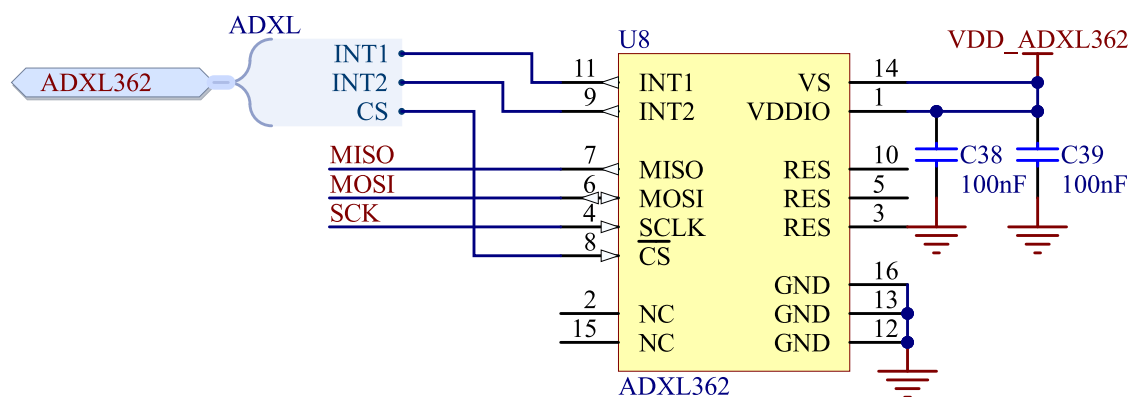 ADXL
ADXL362
INT1
INT2
CS
MISO
MOSI
SCK
U8
11 INT1
9 INT2
7 MISO
6 MOSI
4 SCLK
8 CS
2 NC
15 NC
VS 14
VDDIO 1
RES 10
RES 5
RES 3
GND 16
GND 13
GND 12
ADXL362
VDD_ADXL362
C38
100nF
C39
100nF